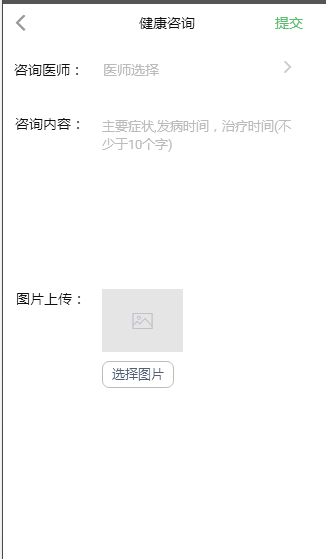 健康咨询
提交
咨询医师：
医师选择
咨询内容：
主要症状,发病时间，治疗时间(不
少于10个字)
图片上传：
选择图片